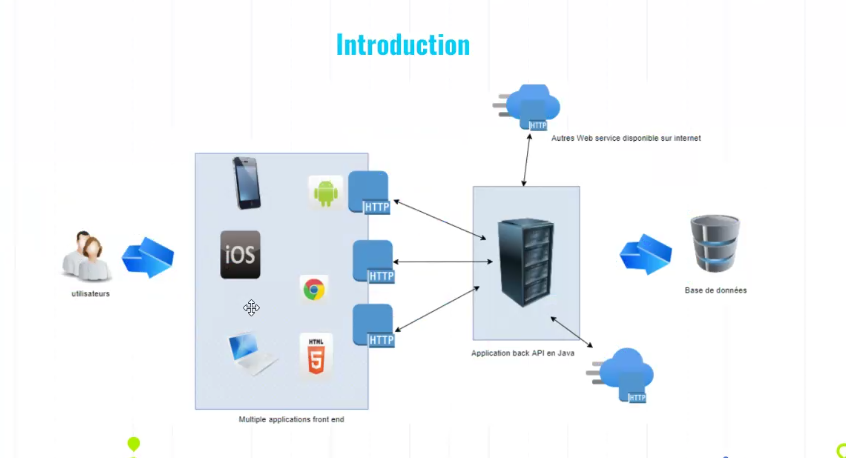 Introduction
HTTP
Autres Web service disponible sur internet
HTTP
iOS
HTTP
utilisateurs
Base de données
HTTP
HTML
5
Application back API en Java
HTTP
Multiple applications front end